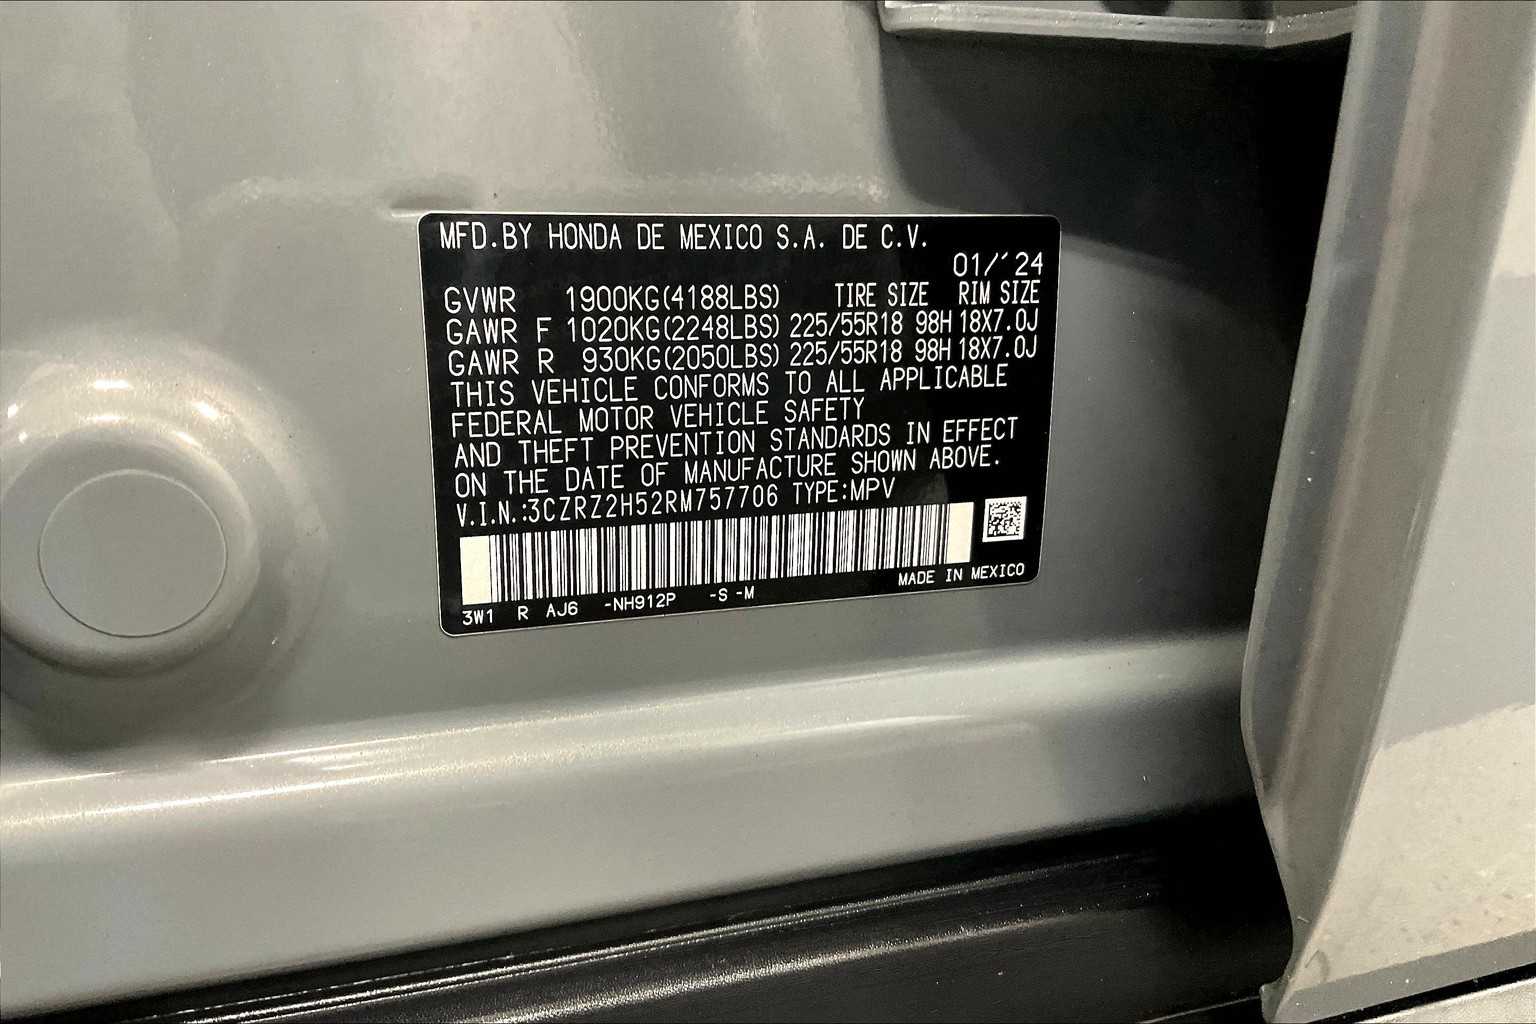 MFD.BY HONDA DE MEXICO S.A. DE C.V.
01/'24
GVWR 1900KG(4188LBS) TIRE SIZE RIM SIZE
GAWR F 1020KG(2248LBS) 225/55R18 98H 18X7.0J
GAWR R 930KG(2050LBS) 225/55R18 98H 18X7.0J
THIS VEHICLE CONFORMS TO ALL APPLICABLE
FEDERAL MOTOR VEHICLE SAFETY
AND THEFT PREVENTION STANDARDS IN EFFECT
ON THE DATE OF MANUFACTURE SHOWN ABOVE.
V.I.N.:3CZRZ2H52RM757706 TYPE:MPV
MADE IN MEXICO
3W1 R AJ6 -NH912P -S -M